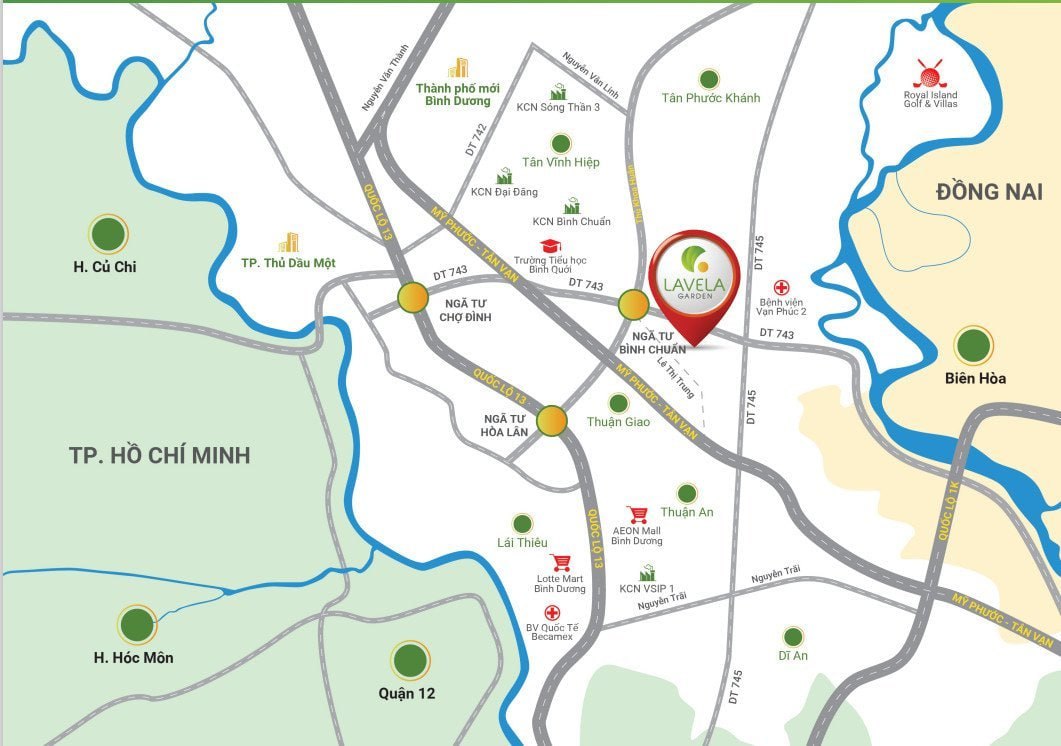 Nguyễn Văn Thành
Thành phố mới
Bình Dương
Nguyễn Văn Linh
KCN Sóng Thần 3
Tân Phước Khánh
Royal Island
Golf & Villas
DT 742
Tân Vĩnh Hiệp
KCN Đại Đăng
QUỐC LỘ 13
MỸ PHƯỚC - TÂN VẠN
KCN Bình Chuẩn
ĐỒNG NAI
H. Củ Chi
TP. Thủ Dầu Một
Trường Tiểu học
Bình Quới
DT 745
LAVELA
GARDEN
DT 743
DT 743
Bệnh viện
Vạn Phúc 2
NGÃ TƯ
CHỢ ĐÌNH
NGÃ TƯ
BÌNH CHUẨN
DT 743
Lê Thị Trung
Biên Hòa
QUỐC LỘ 13
MỸ PHƯỚC - TÂN VẠN
NGÃ TƯ
HÒA LÂN
Thuận Giao
DT 745
TP. HỒ CHÍ MINH
QUỐC LỘ 1K
Thuận An
QUỐC LỘ 13
Lái Thiêu
AEON Mall
Bình Dương
Lotte Mart
Bình Dương
KCN VSIP 1
Nguyễn Trãi
Nguyễn Trãi
MỸ PHƯỚC - TÂN VẠN
BV Quốc Tế
Becamex
H. Hóc Môn
Dĩ An
Quận 12
DT 745